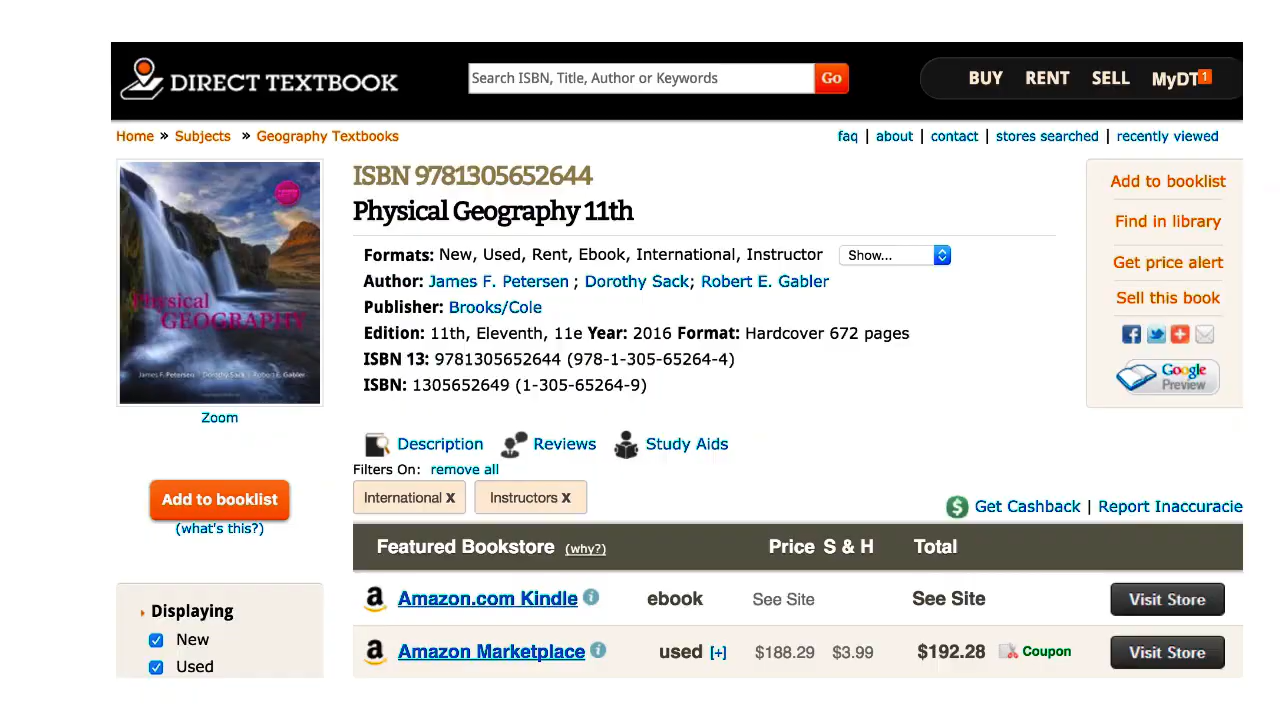 DIRECT TEXTBOOK
Search ISBN, Title, Author or Keywords
Go
BUY RENT SELL MyDT 1
Home » Subjects » Geography Textbooks
faq | about | contact | stores searched | recently viewed
Physical
GEOGRAPHY
James F. Petersen Dorothy Sack Robert E. Gabler
Zoom
Add to booklist
(what's this?)
Displaying
New
Used
ISBN 9781305652644
Physical Geography 11th
Formats: New, Used, Rent, Ebook, International, Instructor Show...
Author: James F. Petersen ; Dorothy Sack; Robert E. Gabler
Publisher: Brooks/Cole
Edition: 11th, Eleventh, 11e Year: 2016 Format: Hardcover 672 pages
ISBN 13: 9781305652644 (978-1-305-65264-4)
ISBN: 1305652649 (1-305-65264-9)
Description Reviews Study Aids
Filters On: remove all
International X Instructors X
Get Cashback | Report Inaccuracie
Featured Bookstore (why?) Price S & H Total
Amazon.com Kindle ebook See Site See Site Visit Store
Amazon Marketplace used [+] $188.29 $3.99 $192.28 Coupon Visit Store
Add to booklist
Find in library
Get price alert
Sell this book
Google
Preview